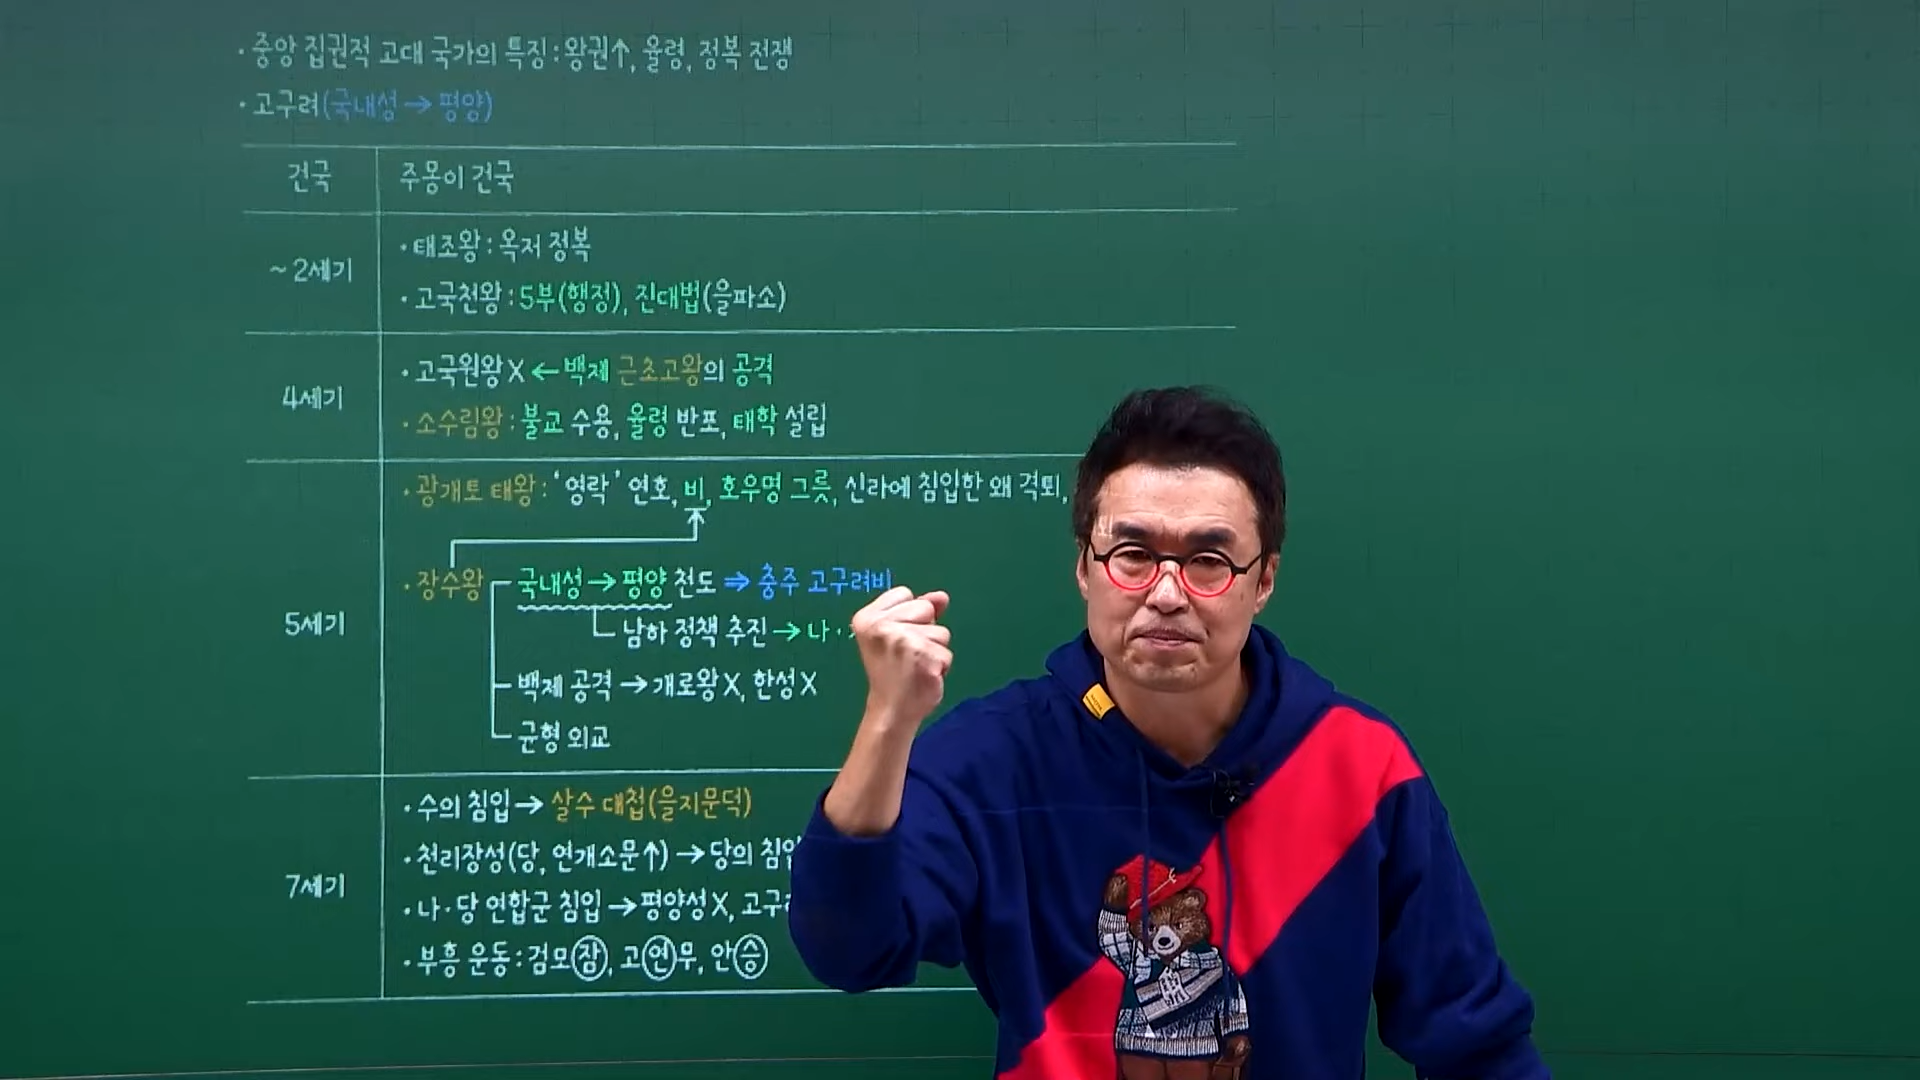 · 중앙 집권적 고대 국가의 특징 : 왕권↑, 율령, 정복 전쟁
· 고구려(국내성 → 평양)
건국
주몽이 건국
~2세기
· 태조왕 : 옥저 정복
· 고국천왕 : 5부(행정), 진대법(을파소)
4세기
· 고국원왕 X ← 백제 근초고왕의 공격
· 소수림왕 : 불교 수용, 율령 반포, 태학 설립
5세기
· 광개토 태왕 : '영락' 연호, 비, 호우명 그릇, 신라에 침입한 왜 격퇴,
· 장수왕 국내성 → 평양 천도 ⇒ 충주 고구려비
남하 정책 추진 → 나 ·
백제 공격 → 개로왕 X, 한성 X
균형 외교
7세기
· 수의 침입 → 살수 대첩(을지문덕)
· 천리장성(당, 연개소문↑) → 당의
· 나·당 연합군 침입 → 평양성 X,
· 부흥 운동 : 검모잠, 고연무, 안승